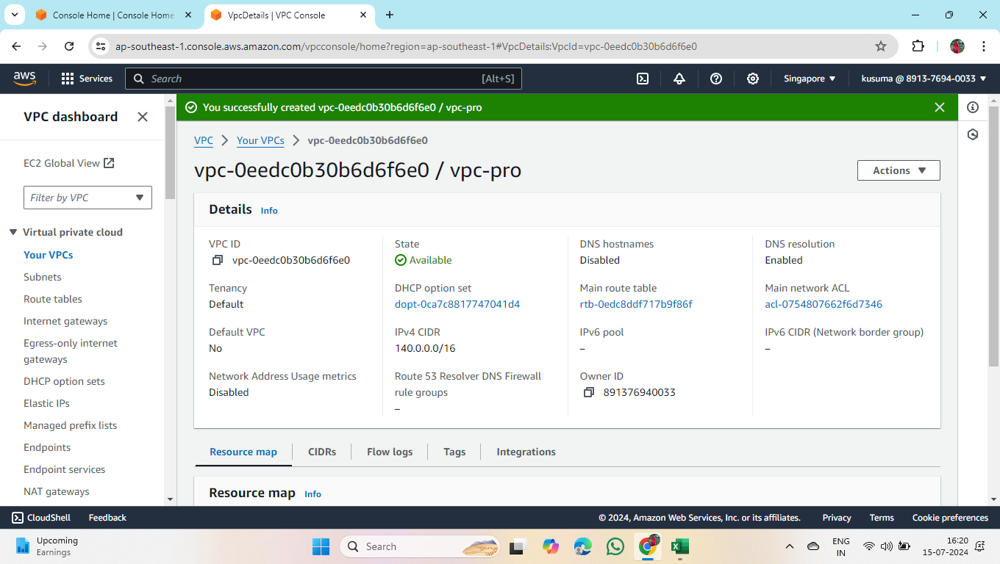 Console Home | Console Home
VpcDetails | VPC Console
ap-southeast-1.console.aws.amazon.com/vpcconsole/home?region=ap-southeast-1#VpcDetails:VpcId=vpc-0eedc0b30b6d6f6e0
aws
Services
Search
[Alt+S]
Singapore
kusuma @ 8913-7694-0033
VPC dashboard
EC2 Global View
Filter by VPC
Virtual private cloud
Your VPCs
Subnets
Route tables
Internet gateways
Egress-only internet
gateways
DHCP option sets
Elastic IPs
Managed prefix lists
Endpoints
Endpoint services
NAT gateways
You successfully created vpc-0eedc0b30b6d6f6e0 / vpc-pro
VPC
Your VPCs
vpc-0eedc0b30b6d6f6e0
vpc-0eedc0b30b6d6f6e0 / vpc-pro
Actions
Details Info
VPC ID
vpc-0eedc0b30b6d6f6e0
State
Available
DNS hostnames
Disabled
DNS resolution
Enabled
Tenancy
Default
DHCP option set
dopt-0ca7c8817747041d4
Main route table
rtb-0edc8ddf717b9f86f
Main network ACL
acl-0754807662f6d7346
Default VPC
No
IPv4 CIDR
140.0.0.0/16
IPv6 pool
–
IPv6 CIDR (Network border group)
–
Network Address Usage metrics
Disabled
Route 53 Resolver DNS Firewall
rule groups
–
Owner ID
891376940033
Resource map
CIDRs
Flow logs
Tags
Integrations
Resource map Info
CloudShell
Feedback
© 2024, Amazon Web Services, Inc. or its affiliates.
Privacy
Terms
Cookie preferences
Upcoming
Earnings
Search
ENG
IN
16:20
15-07-2024